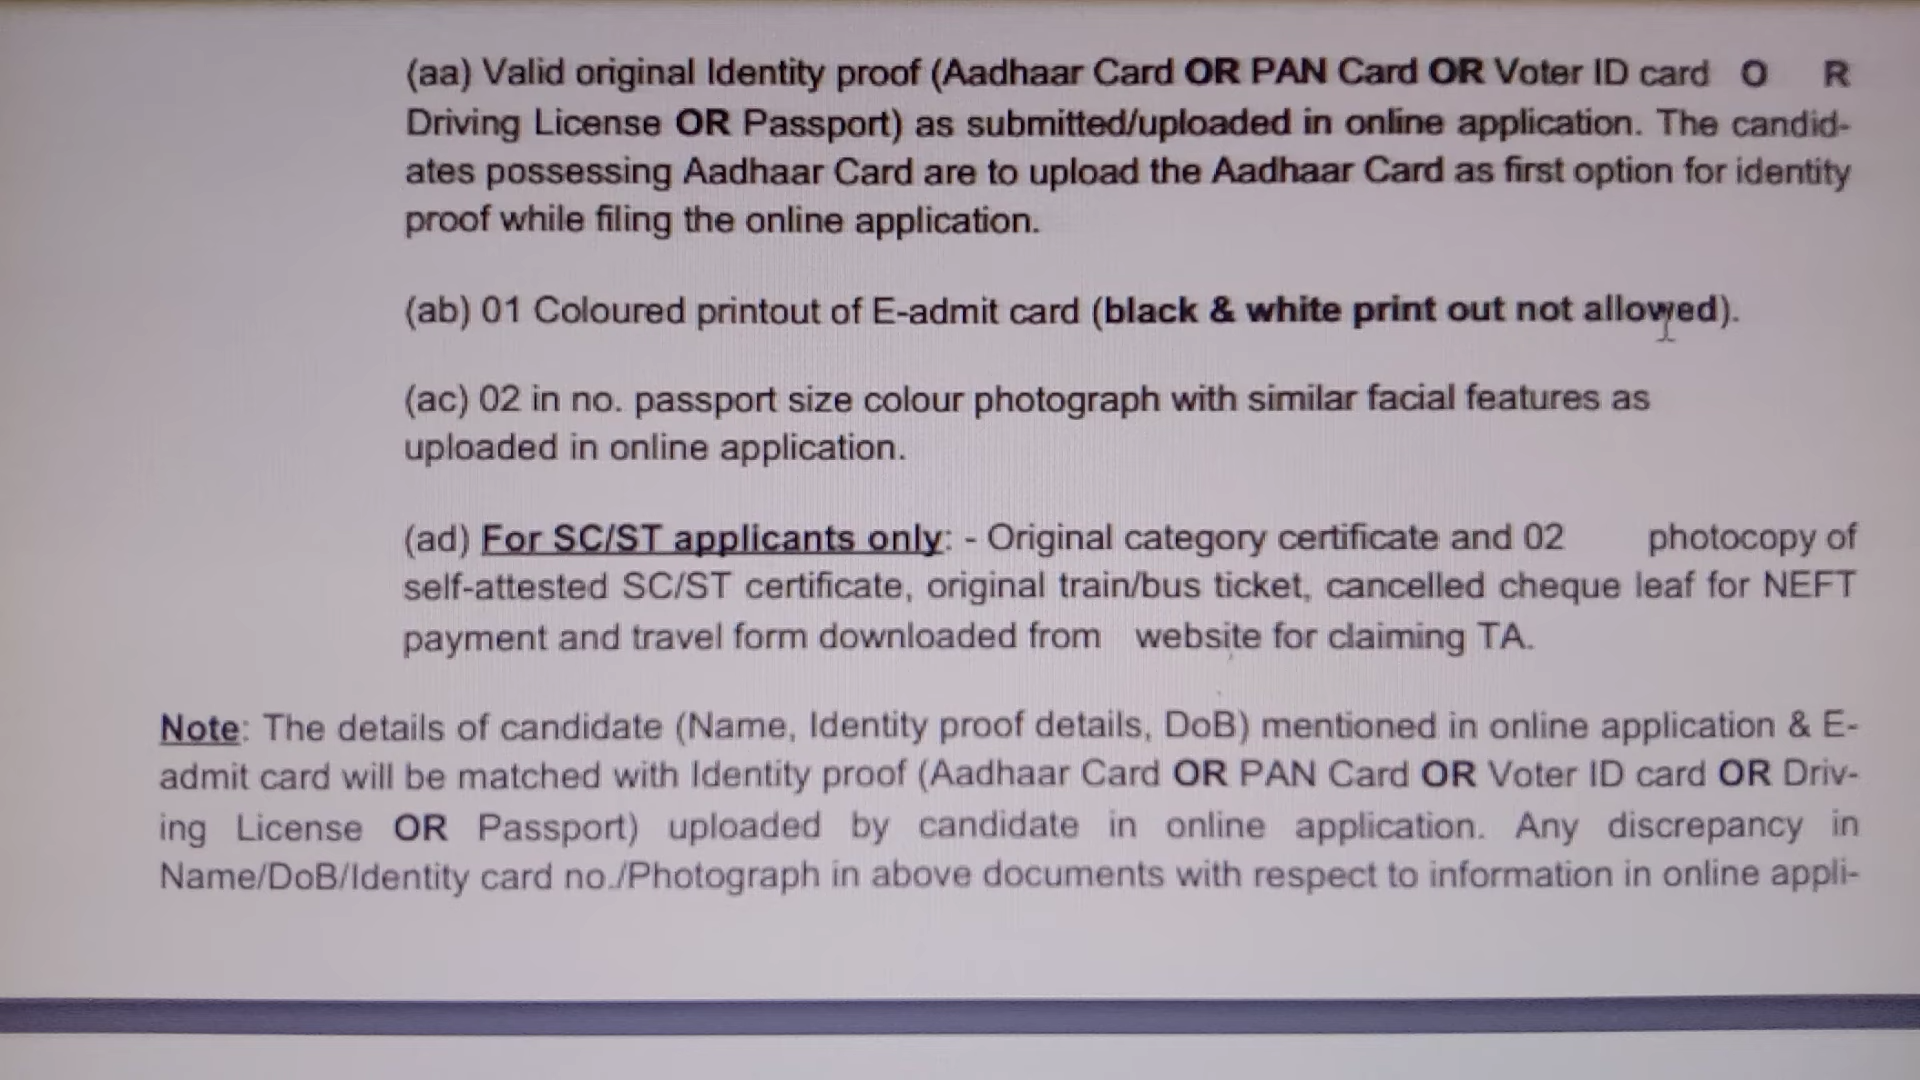 (aa) Valid original Identity proof (Aadhaar Card OR PAN Card OR Voter ID card O R
Driving License OR Passport) as submitted/uploaded in online application. The candid-
ates possessing Aadhaar Card are to upload the Aadhaar Card as first option for identity
proof while filing the online application.
(ab) 01 Coloured printout of E-admit card (black & white print out not allowed).
(ac) 02 in no. passport size colour photograph with similar facial features as
uploaded in online application.
(ad) For SC/ST applicants only: - Original category certificate and 02 photocopy of
self-attested SC/ST certificate, original train/bus ticket, cancelled cheque leaf for NEFT
payment and travel form downloaded from website for claiming TA.
Note: The details of candidate (Name, Identity proof details, DoB) mentioned in online application & E-
admit card will be matched with Identity proof (Aadhaar Card OR PAN Card OR Voter ID card OR Driv-
ing License OR Passport) uploaded by candidate in online application. Any discrepancy in
Name/DoB/Identity card no./Photograph in above documents with respect to information in online appli-